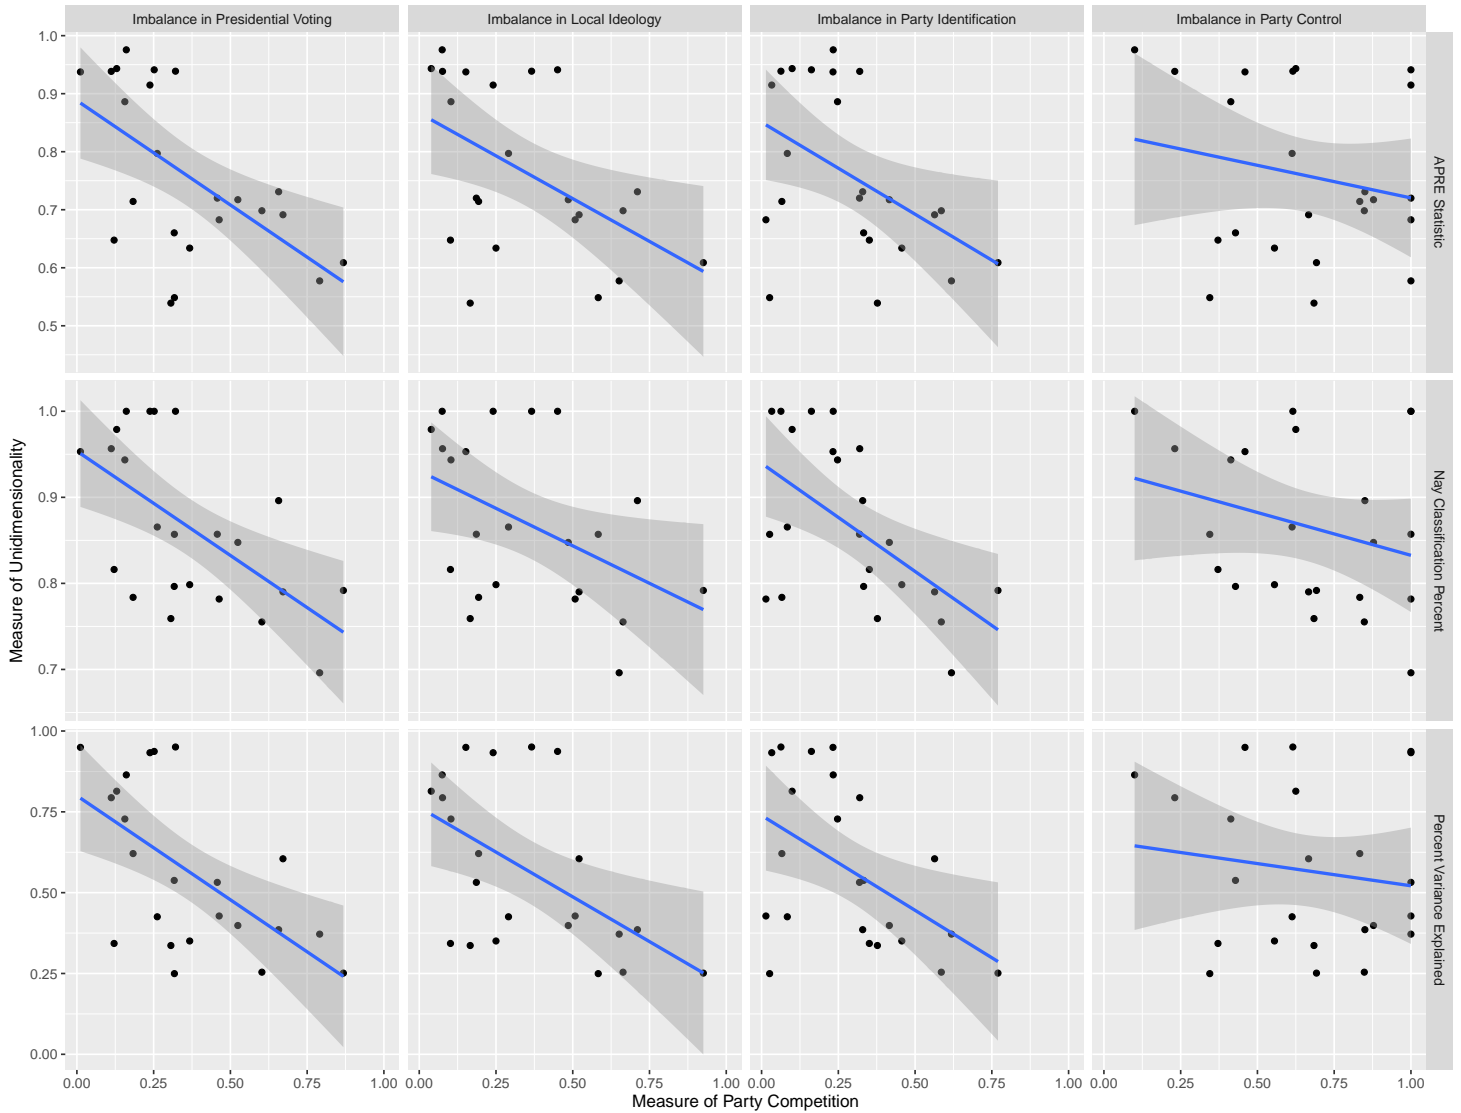 Imbalance in Presidential Voting
Imbalance in Local Ideology
Imbalance in Party Identification
Imbalance in Party Control
1.0
0.9
0.8
0.7
0.6
0.5
APRE Statistic
1.0
0.9
0.8
0.7
Nay Classification Percent
1.00
0.75
0.50
0.25
0.00
Percent Variance Explained
Measure of Unidimensionality
0.00 0.25 0.50 0.75 1.00
0.00 0.25 0.50 0.75 1.00
0.00 0.25 0.50 0.75 1.00
0.00 0.25 0.50 0.75 1.00
Measure of Party Competition